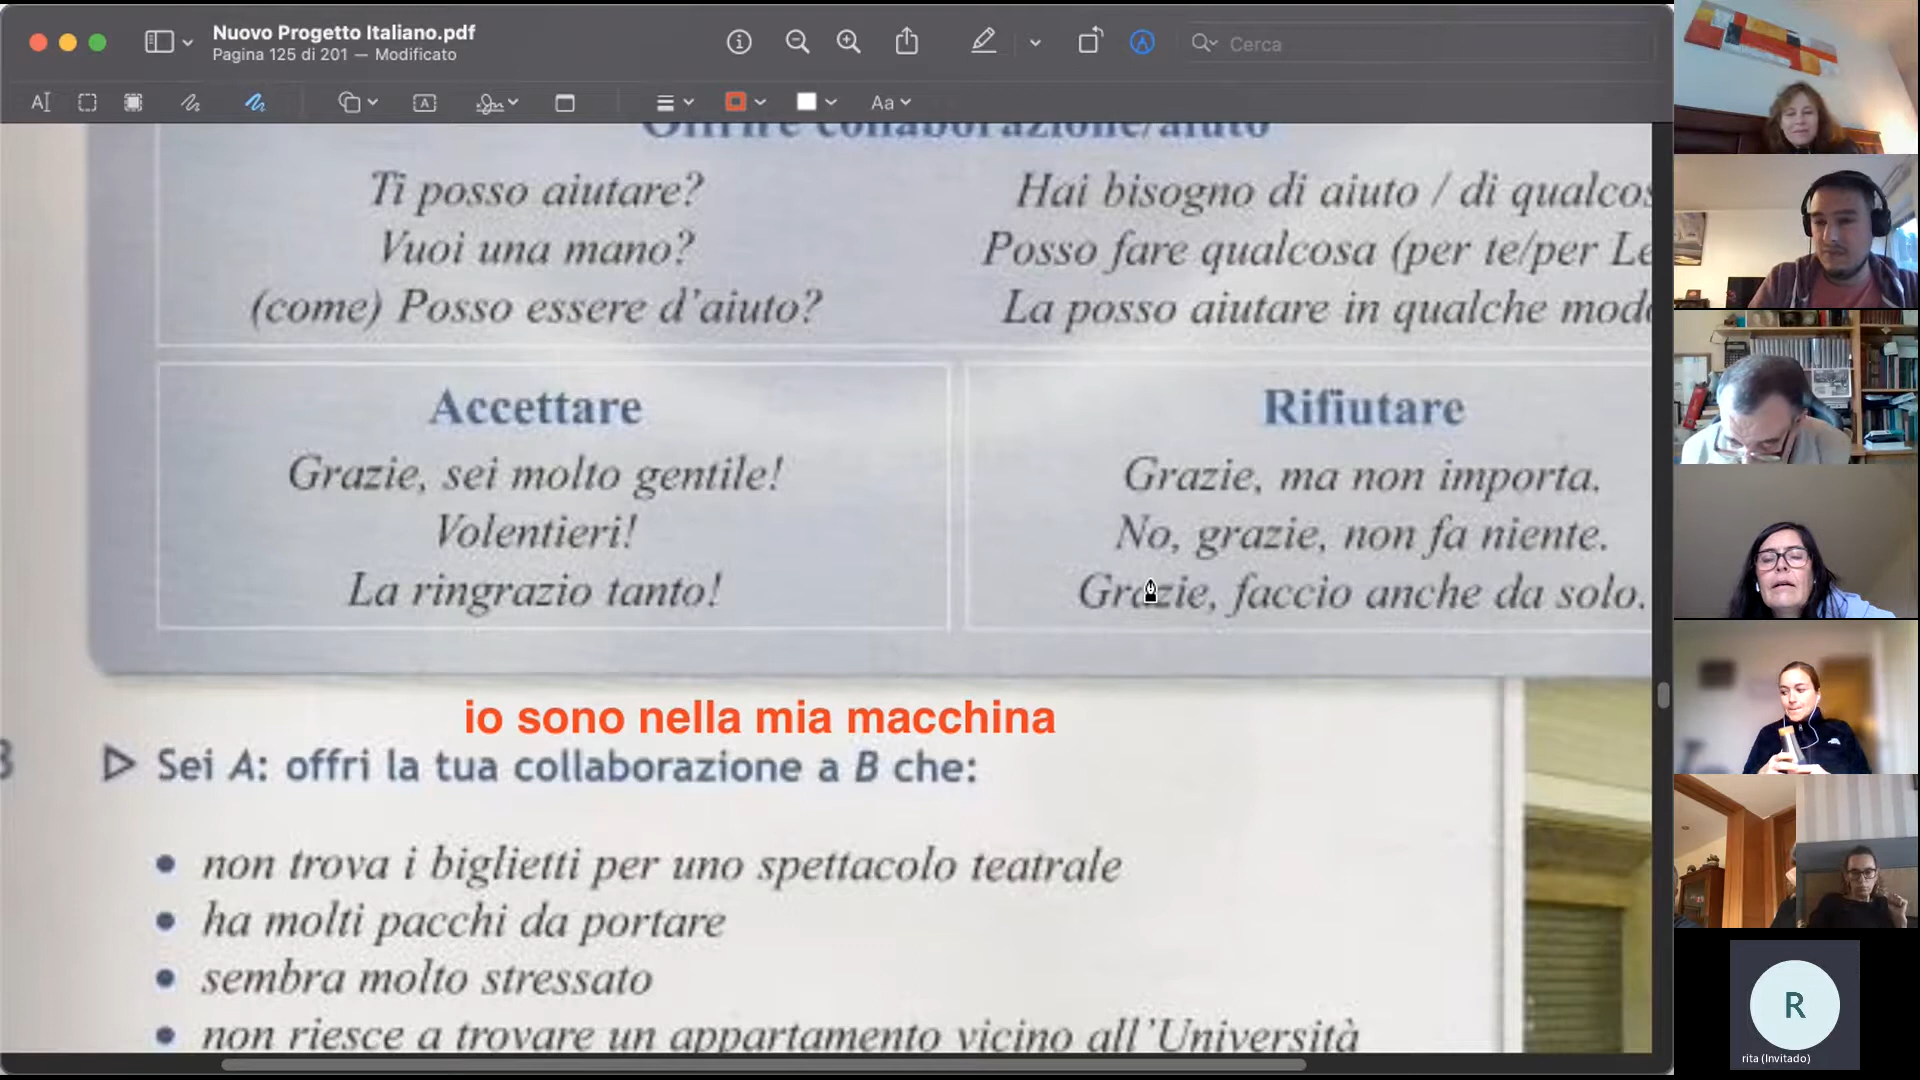 Nuovo Progetto Italiano.pdf
Pagina 125 di 201 — Modificato
Cerca
A
Aa
Offrire collaborazione/aiuto
Ti posso aiutare?
Hai bisogno di aiuto / di qualcos
Vuoi una mano?
Posso fare qualcosa (per te/per Le
(come) Posso essere d'aiuto?
La posso aiutare in qualche modo
Accettare
Grazie, sei molto gentile!
Volentieri!
La ringrazio tanto!
Rifiutare
Grazie, ma non importa.
No, grazie, non fa niente.
Grazie, faccio anche da solo.
io sono nella mia macchina
Sei A: offri la tua collaborazione a B che:
• non trova i biglietti per uno spettacolo teatrale
• ha molti pacchi da portare
• sembra molto stressato
• non riesce a trovare un appartamento vicino all'Università
R
rita (Invitado)